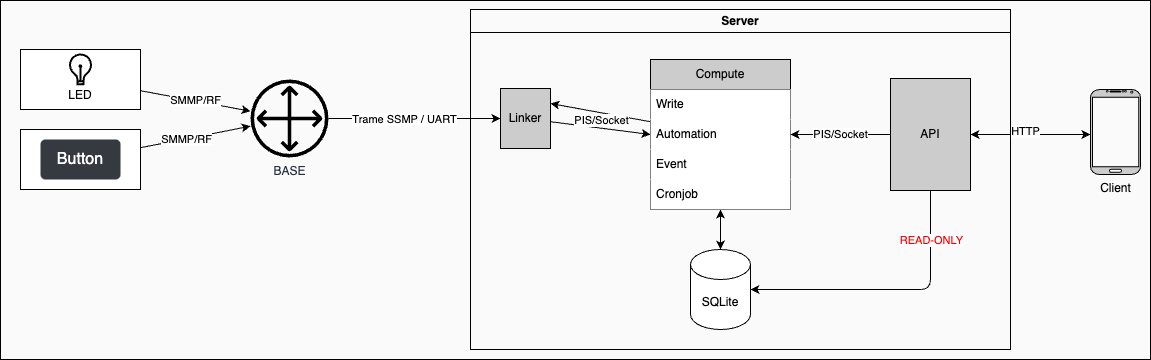 Server
LED
SMMP/RF
Button
SMMP/RF
BASE
Trame SSMP / UART
Linker
PIS/Socket
Compute
Write
Automation
Event
Cronjob
PIS/Socket
API
HTTP
Client
READ-ONLY
SQLite